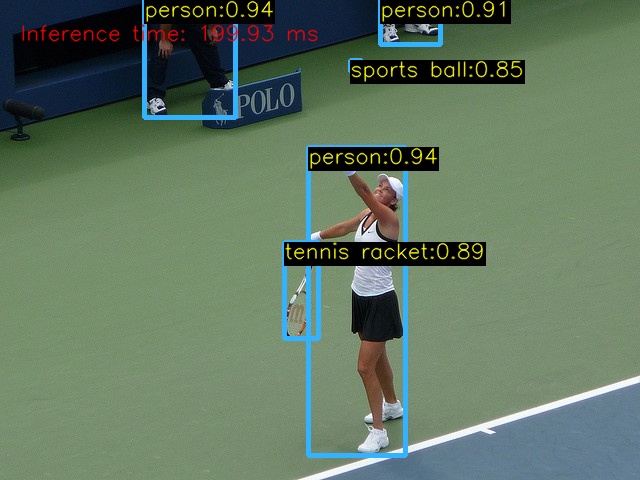 person:0.94
person:0.91
Inference time: 199.93 ms
sports ball:0.85
POLO
person:0.94
tennis racket:0.89